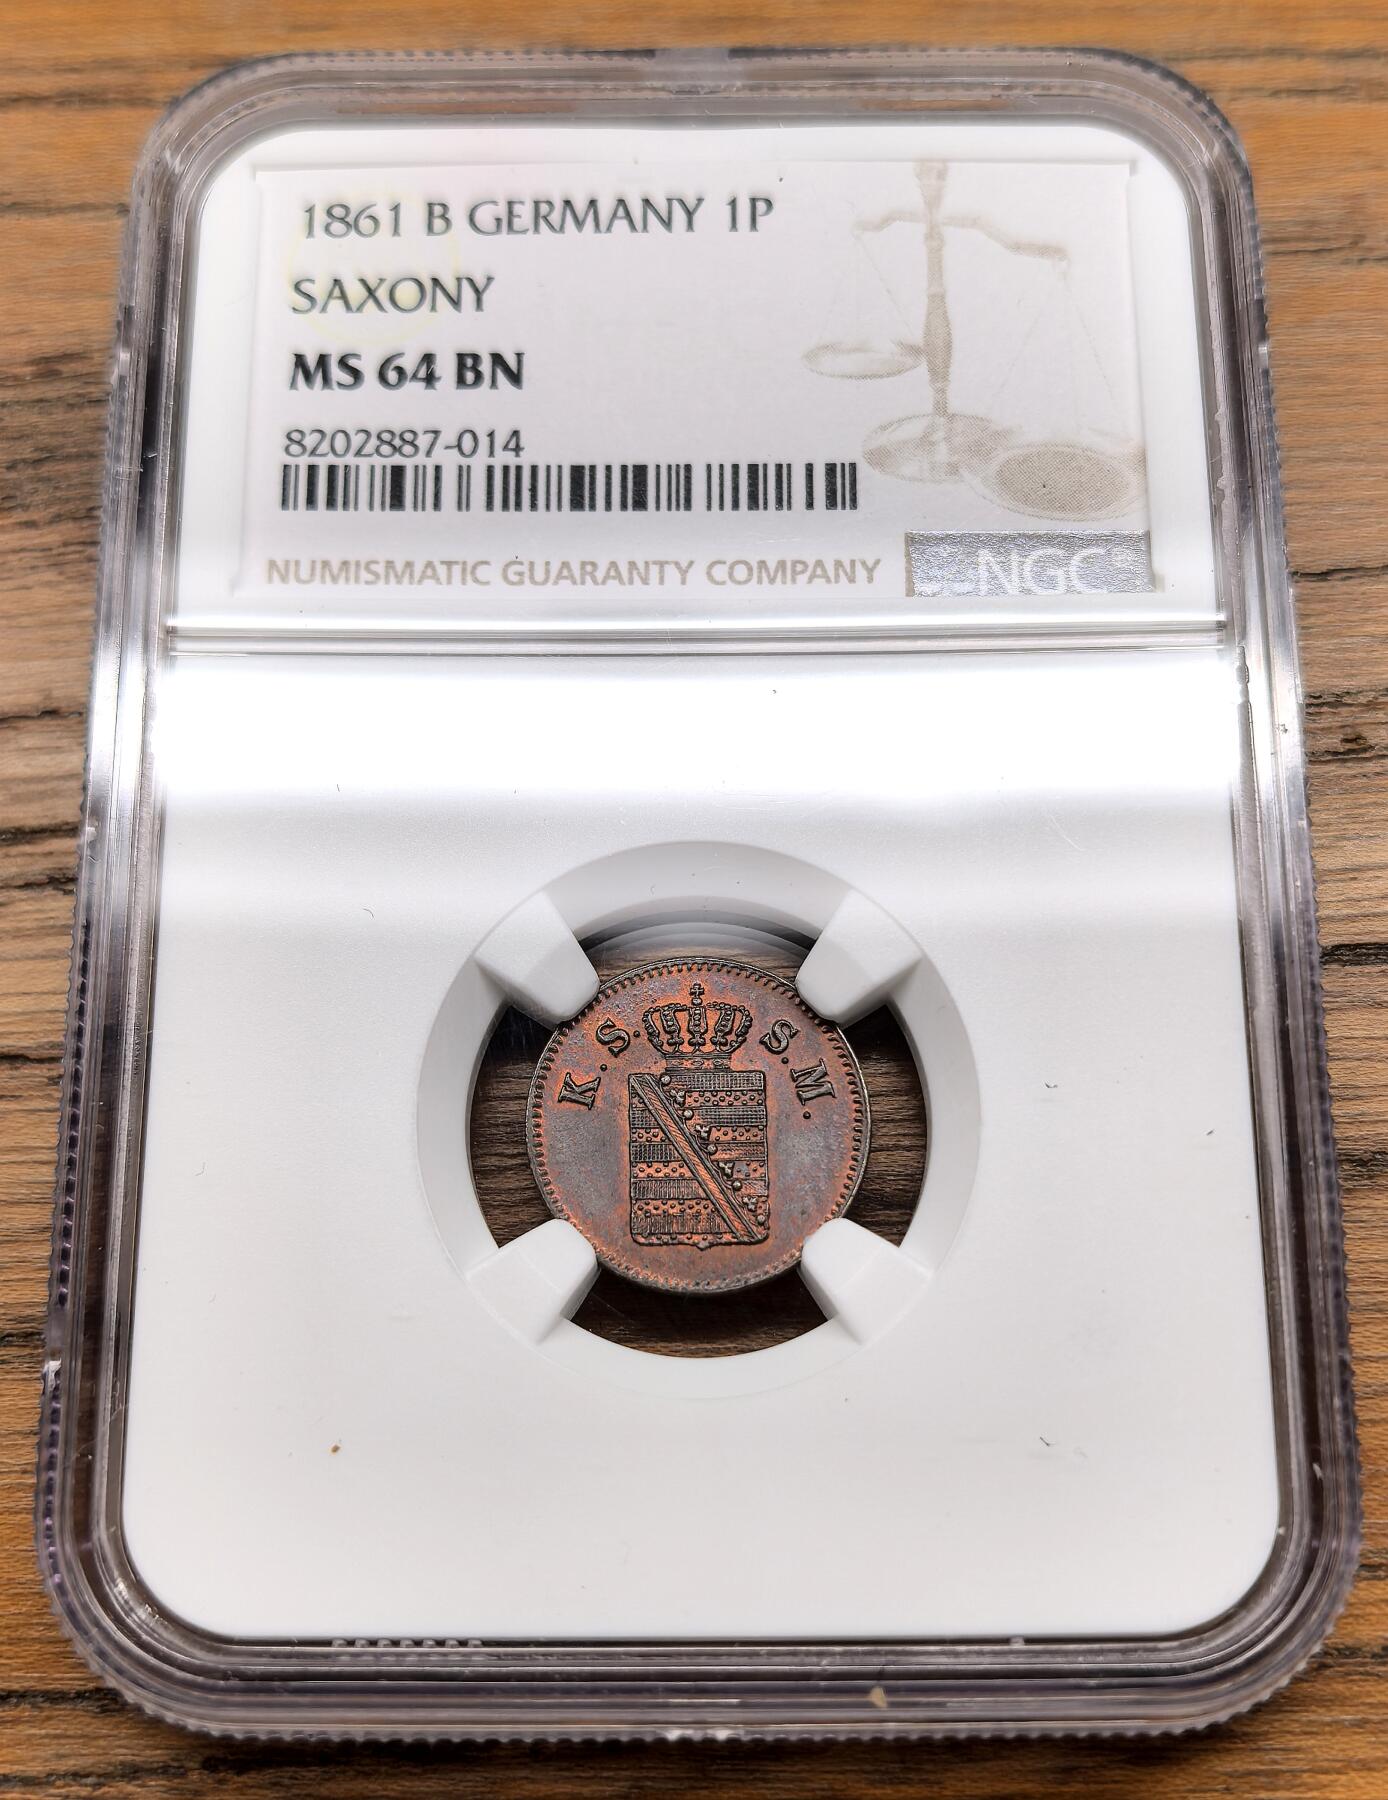 1861 B GERMANY 1P
SAXONY
MS 64 BN
8202887-014
NUMISMATIC GUARANTY COMPANY
NGC
K. S. S. M.